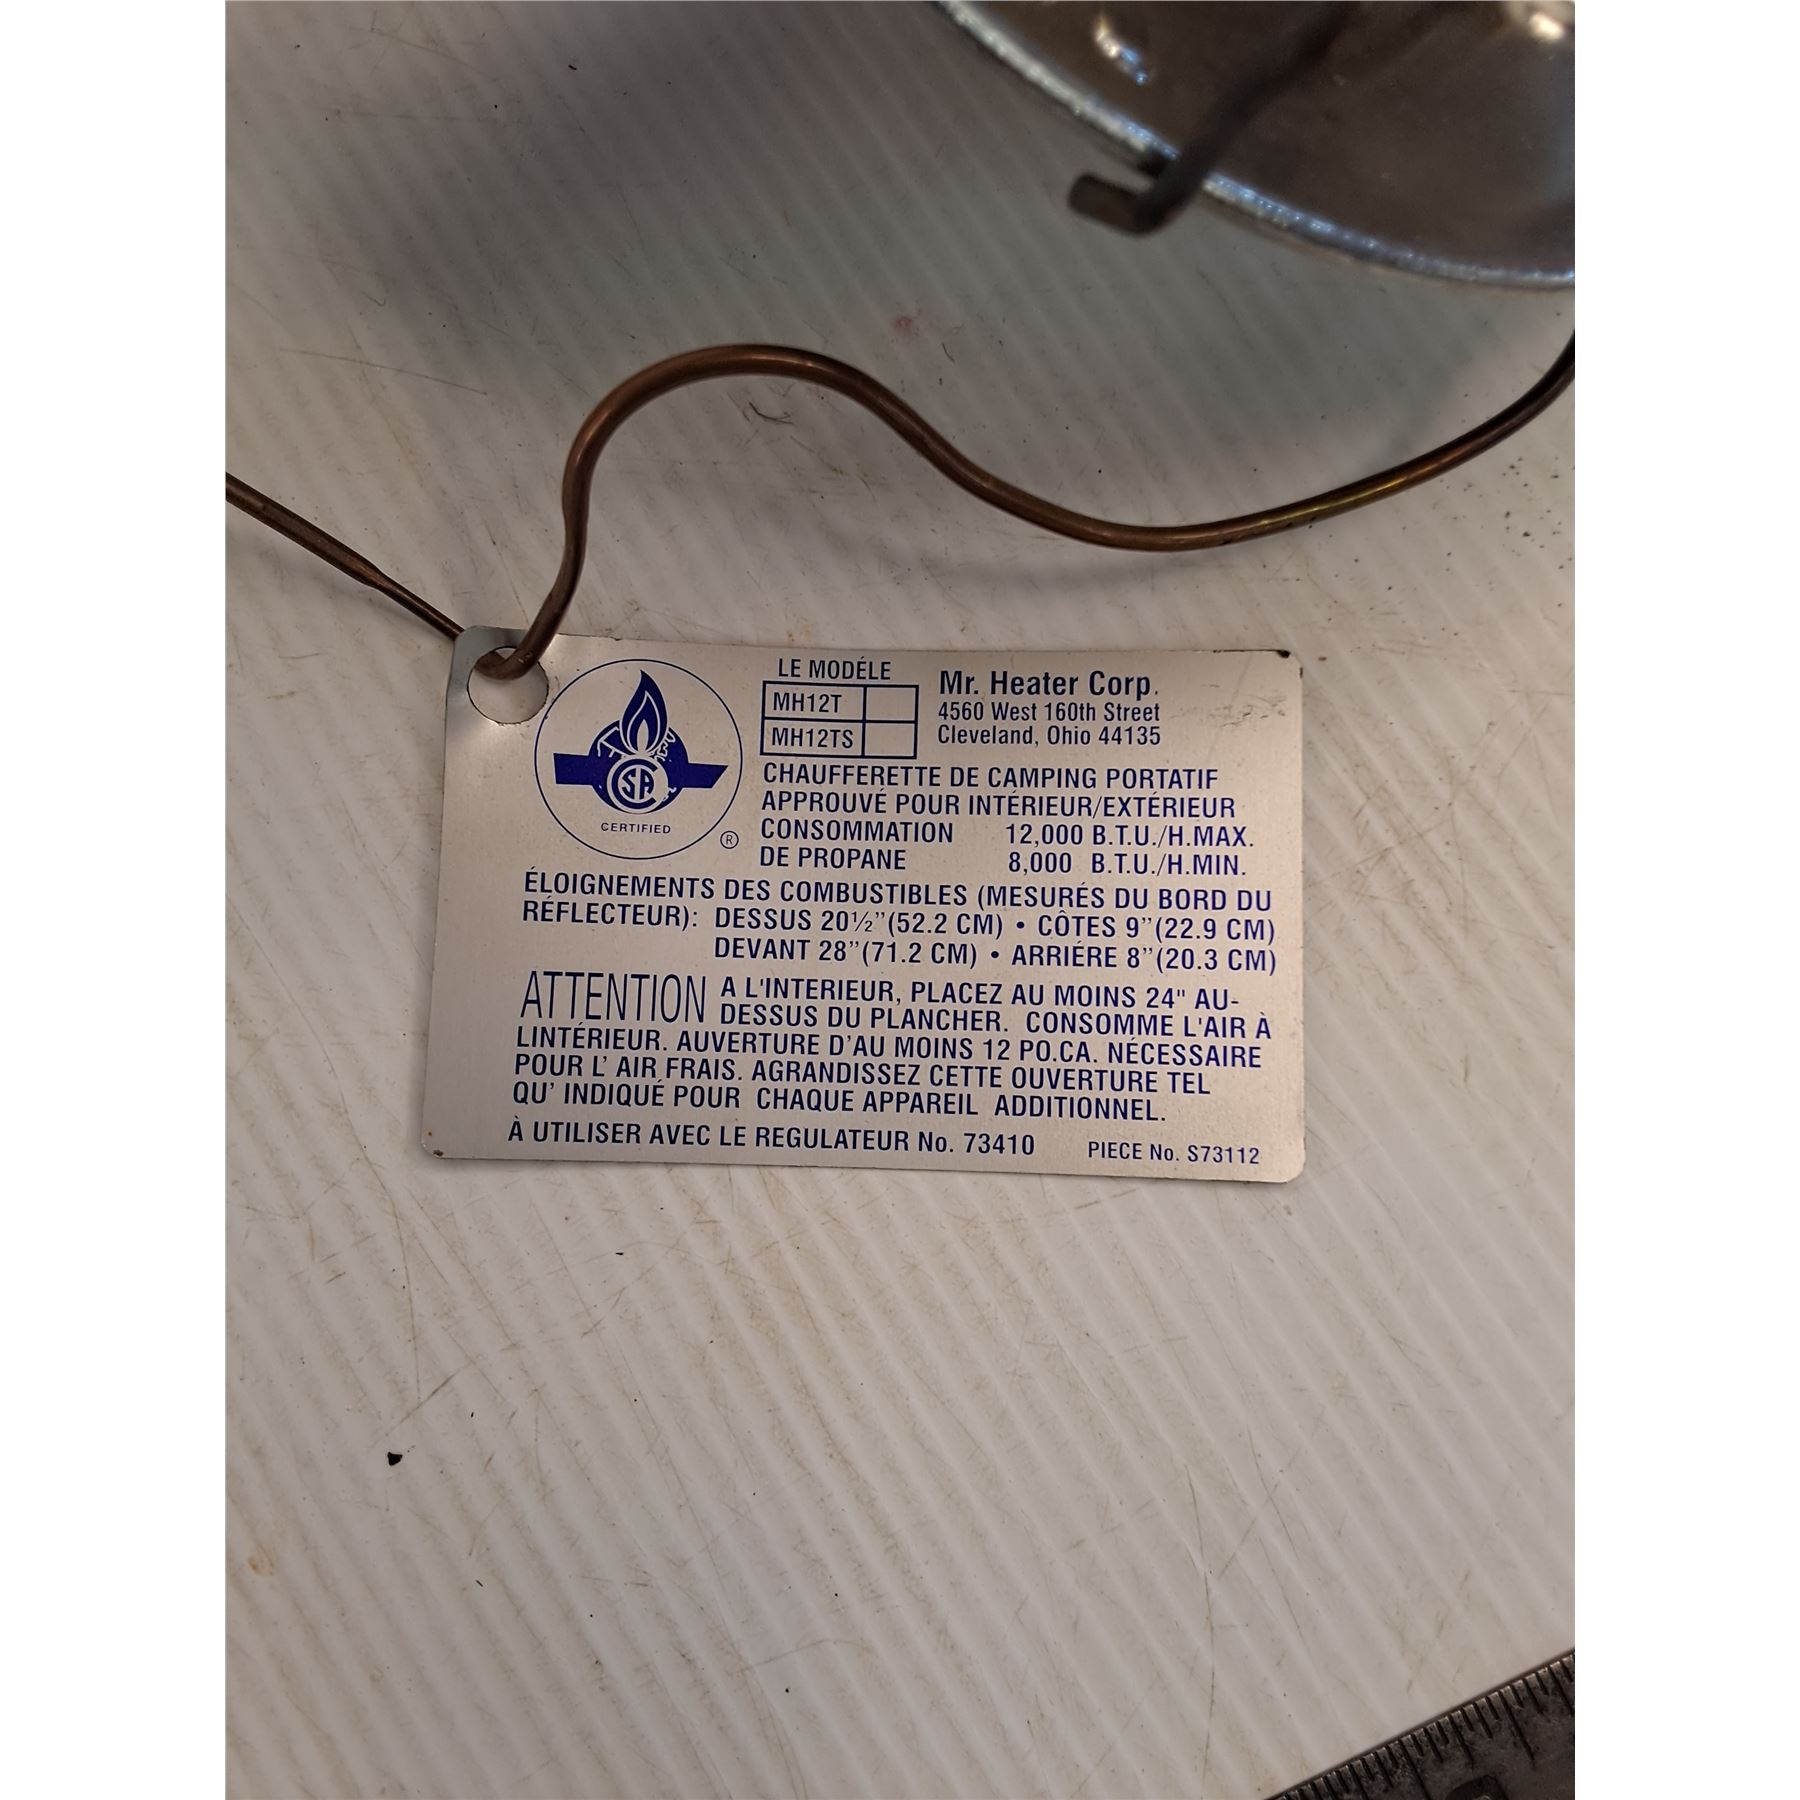 LE MODÉLE
MH12T
MH12TS
Mr. Heater Corp.
4560 West 160th Street
Cleveland, Ohio 44135
CSA
CERTIFIED
®
CHAUFFERETTE DE CAMPING PORTATIF
APPROUVÉ POUR INTÉRIEUR/EXTÉRIEUR
CONSOMMATION 12,000 B.T.U./H.MAX.
DE PROPANE 8,000 B.T.U./H.MIN.
ÉLOIGNEMENTS DES COMBUSTIBLES (MESURÉS DU BORD DU
RÉFLECTEUR): DESSUS 20½"(52.2 CM) • CÔTES 9"(22.9 CM)
DEVANT 28"(71.2 CM) • ARRIÉRE 8"(20.3 CM)
ATTENTION A L'INTERIEUR, PLACEZ AU MOINS 24" AU-
DESSUS DU PLANCHER. CONSOMME L'AIR À
LINTÉRIEUR. AUVERTURE D'AU MOINS 12 PO.CA. NÉCESSAIRE
POUR L' AIR FRAIS. AGRANDISSEZ CETTE OUVERTURE TEL
QU' INDIQUÉ POUR CHAQUE APPAREIL ADDITIONNEL.
À UTILISER AVEC LE REGULATEUR No. 73410 PIECE No. S73112